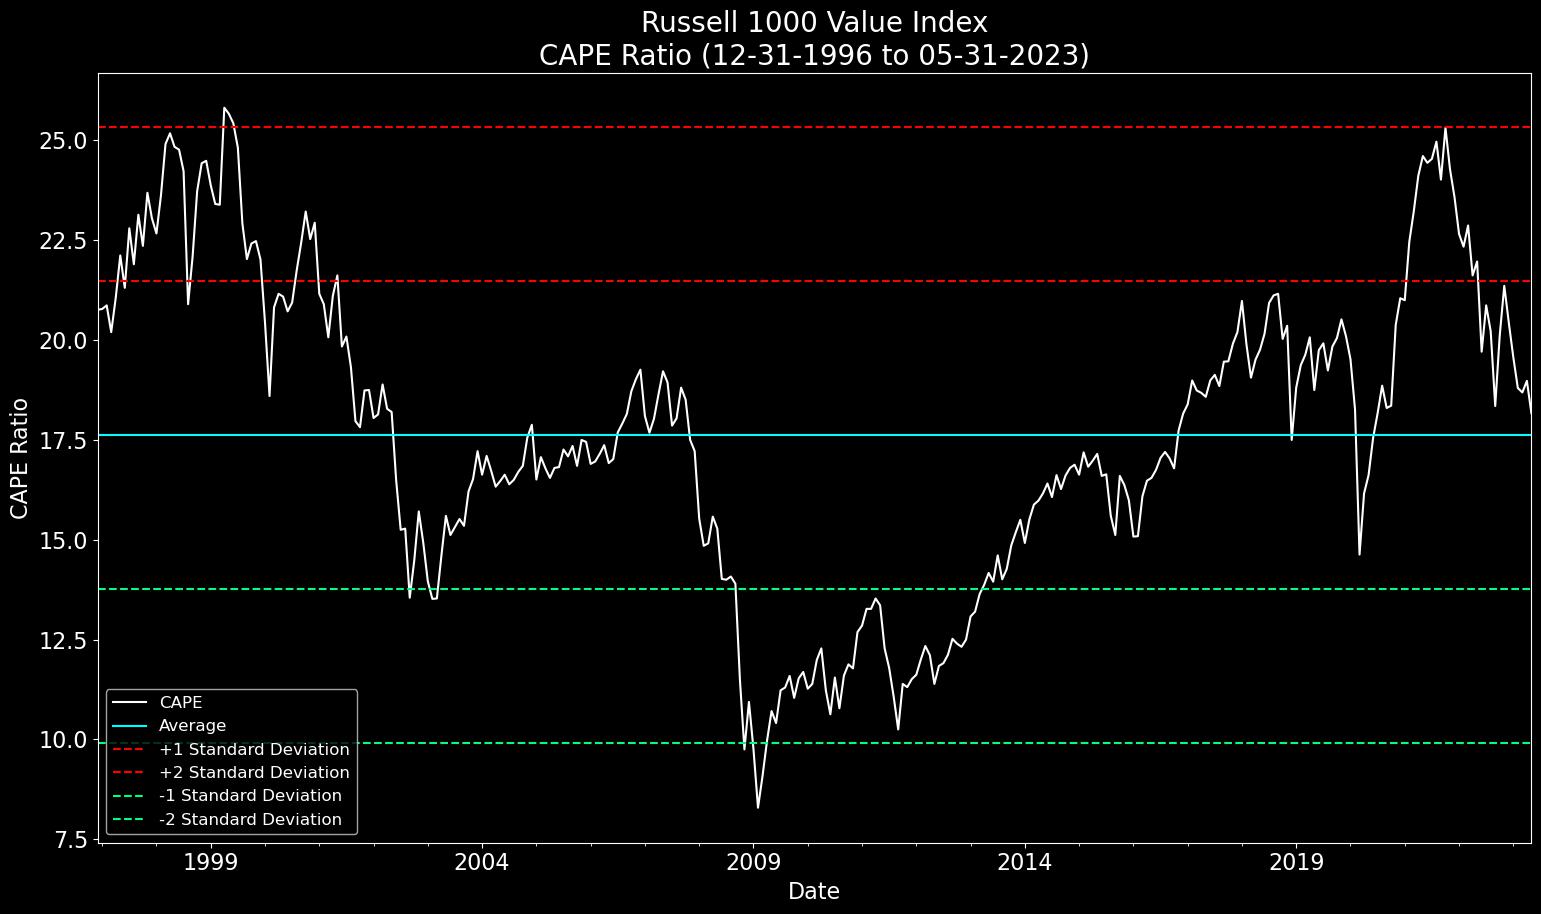 Russell 1000 Value Index
CAPE Ratio (12-31-1996 to 05-31-2023)
CAPE Ratio
25.0
22.5
20.0
17.5
15.0
12.5
10.0
7.5
CAPE
Average
+1 Standard Deviation
+2 Standard Deviation
-1 Standard Deviation
-2 Standard Deviation
1999 2004 2009 2014 2019
Date